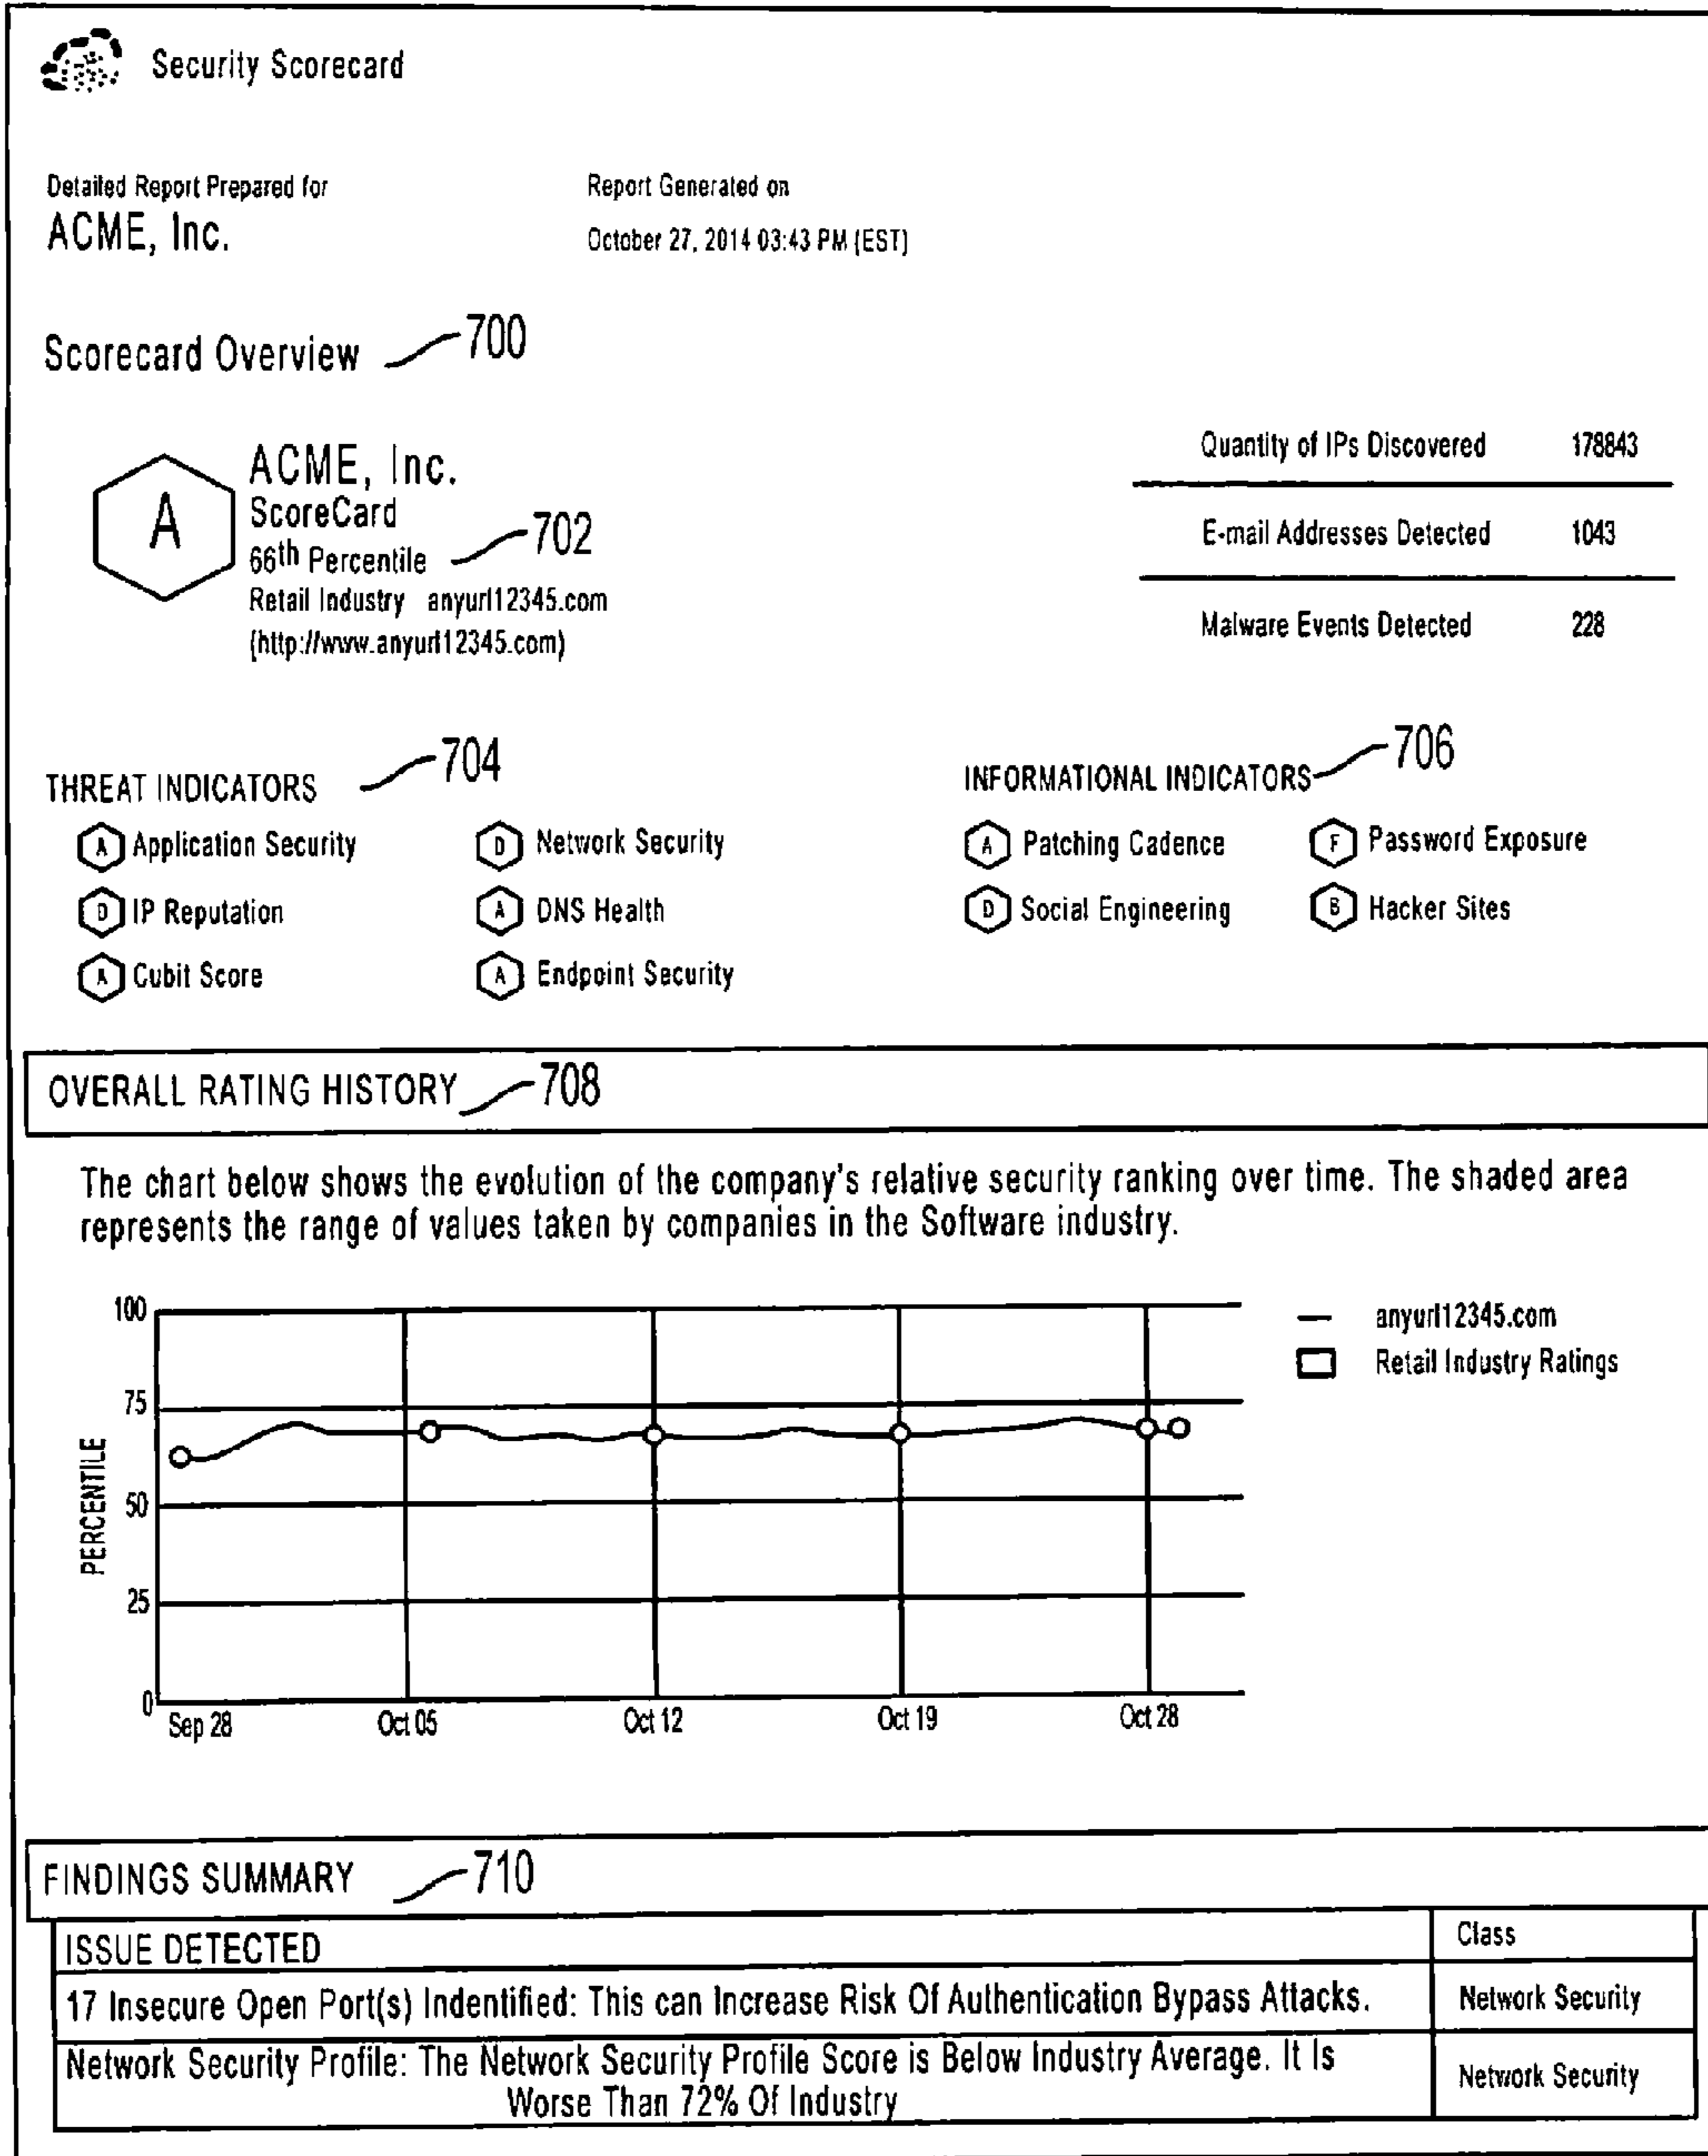 Security Scorecard
Detailed Report Prepared for
ACME, Inc.
Report Generated on
October 27, 2014 03:43 PM (EST)
Scorecard Overview 700
A
ACME, Inc.
ScoreCard
66th Percentile 702
Retail Industry anyurl12345.com
(http://www.anyurl12345.com)
Quantity of IPs Discovered 178843
E-mail Addresses Detected 1043
Malware Events Detected 228
THREAT INDICATORS 704
A Application Security D Network Security
D IP Reputation A DNS Health
A Cubit Score A Endpoint Security
INFORMATIONAL INDICATORS 706
A Patching Cadence F Password Exposure
D Social Engineering B Hacker Sites
OVERALL RATING HISTORY 708
The chart below shows the evolution of the company's relative security ranking over time. The shaded area
represents the range of values taken by companies in the Software industry.
PERCENTILE
100
75
50
25
0
Sep 28 Oct 05 Oct 12 Oct 19 Oct 28
anyurl12345.com
Retail Industry Ratings
FINDINGS SUMMARY 710
ISSUE DETECTED Class
17 Insecure Open Port(s) Indentified: This can Increase Risk Of Authentication Bypass Attacks. Network Security
Network Security Profile: The Network Security Profile Score is Below Industry Average. It Is
Worse Than 72% Of Industry Network Security